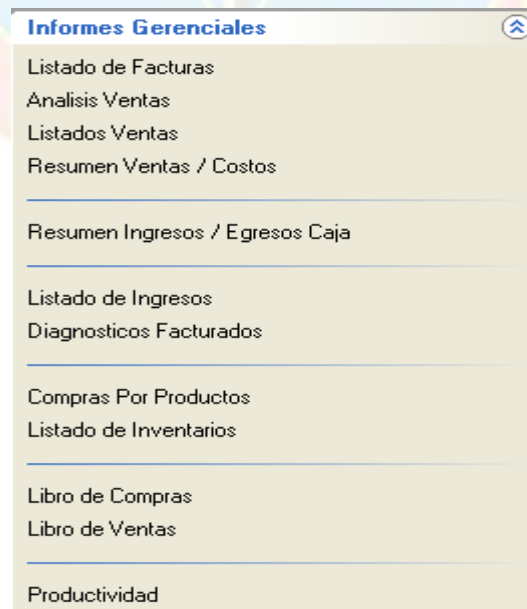 Informes Gerenciales
Listado de Facturas
Analisis Ventas
Listados Ventas
Resumen Ventas / Costos
Resumen Ingresos / Egresos Caja
Listado de Ingresos
Diagnosticos Facturados
Compras Por Productos
Listado de Inventarios
Libro de Compras
Libro de Ventas
Productividad